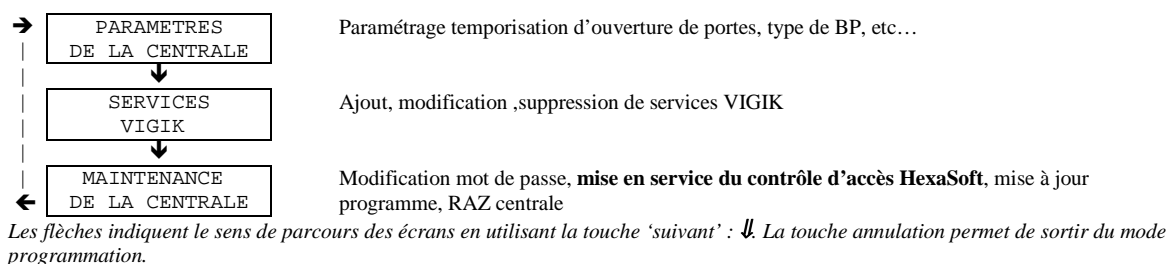 PARAMETRES
DE LA CENTRALE
Paramétrage temporisation d’ouverture de portes, type de BP, etc…
SERVICES
VIGIK
Ajout, modification ,suppression de services VIGIK
MAINTENANCE
DE LA CENTRALE
Modification mot de passe, mise en service du contrôle d’accès HexaSoft, mise à jour
programme, RAZ centrale
Les flèches indiquent le sens de parcours des écrans en utilisant la touche ‘suivant’ : ⇓. La touche annulation permet de sortir du mode
programmation.